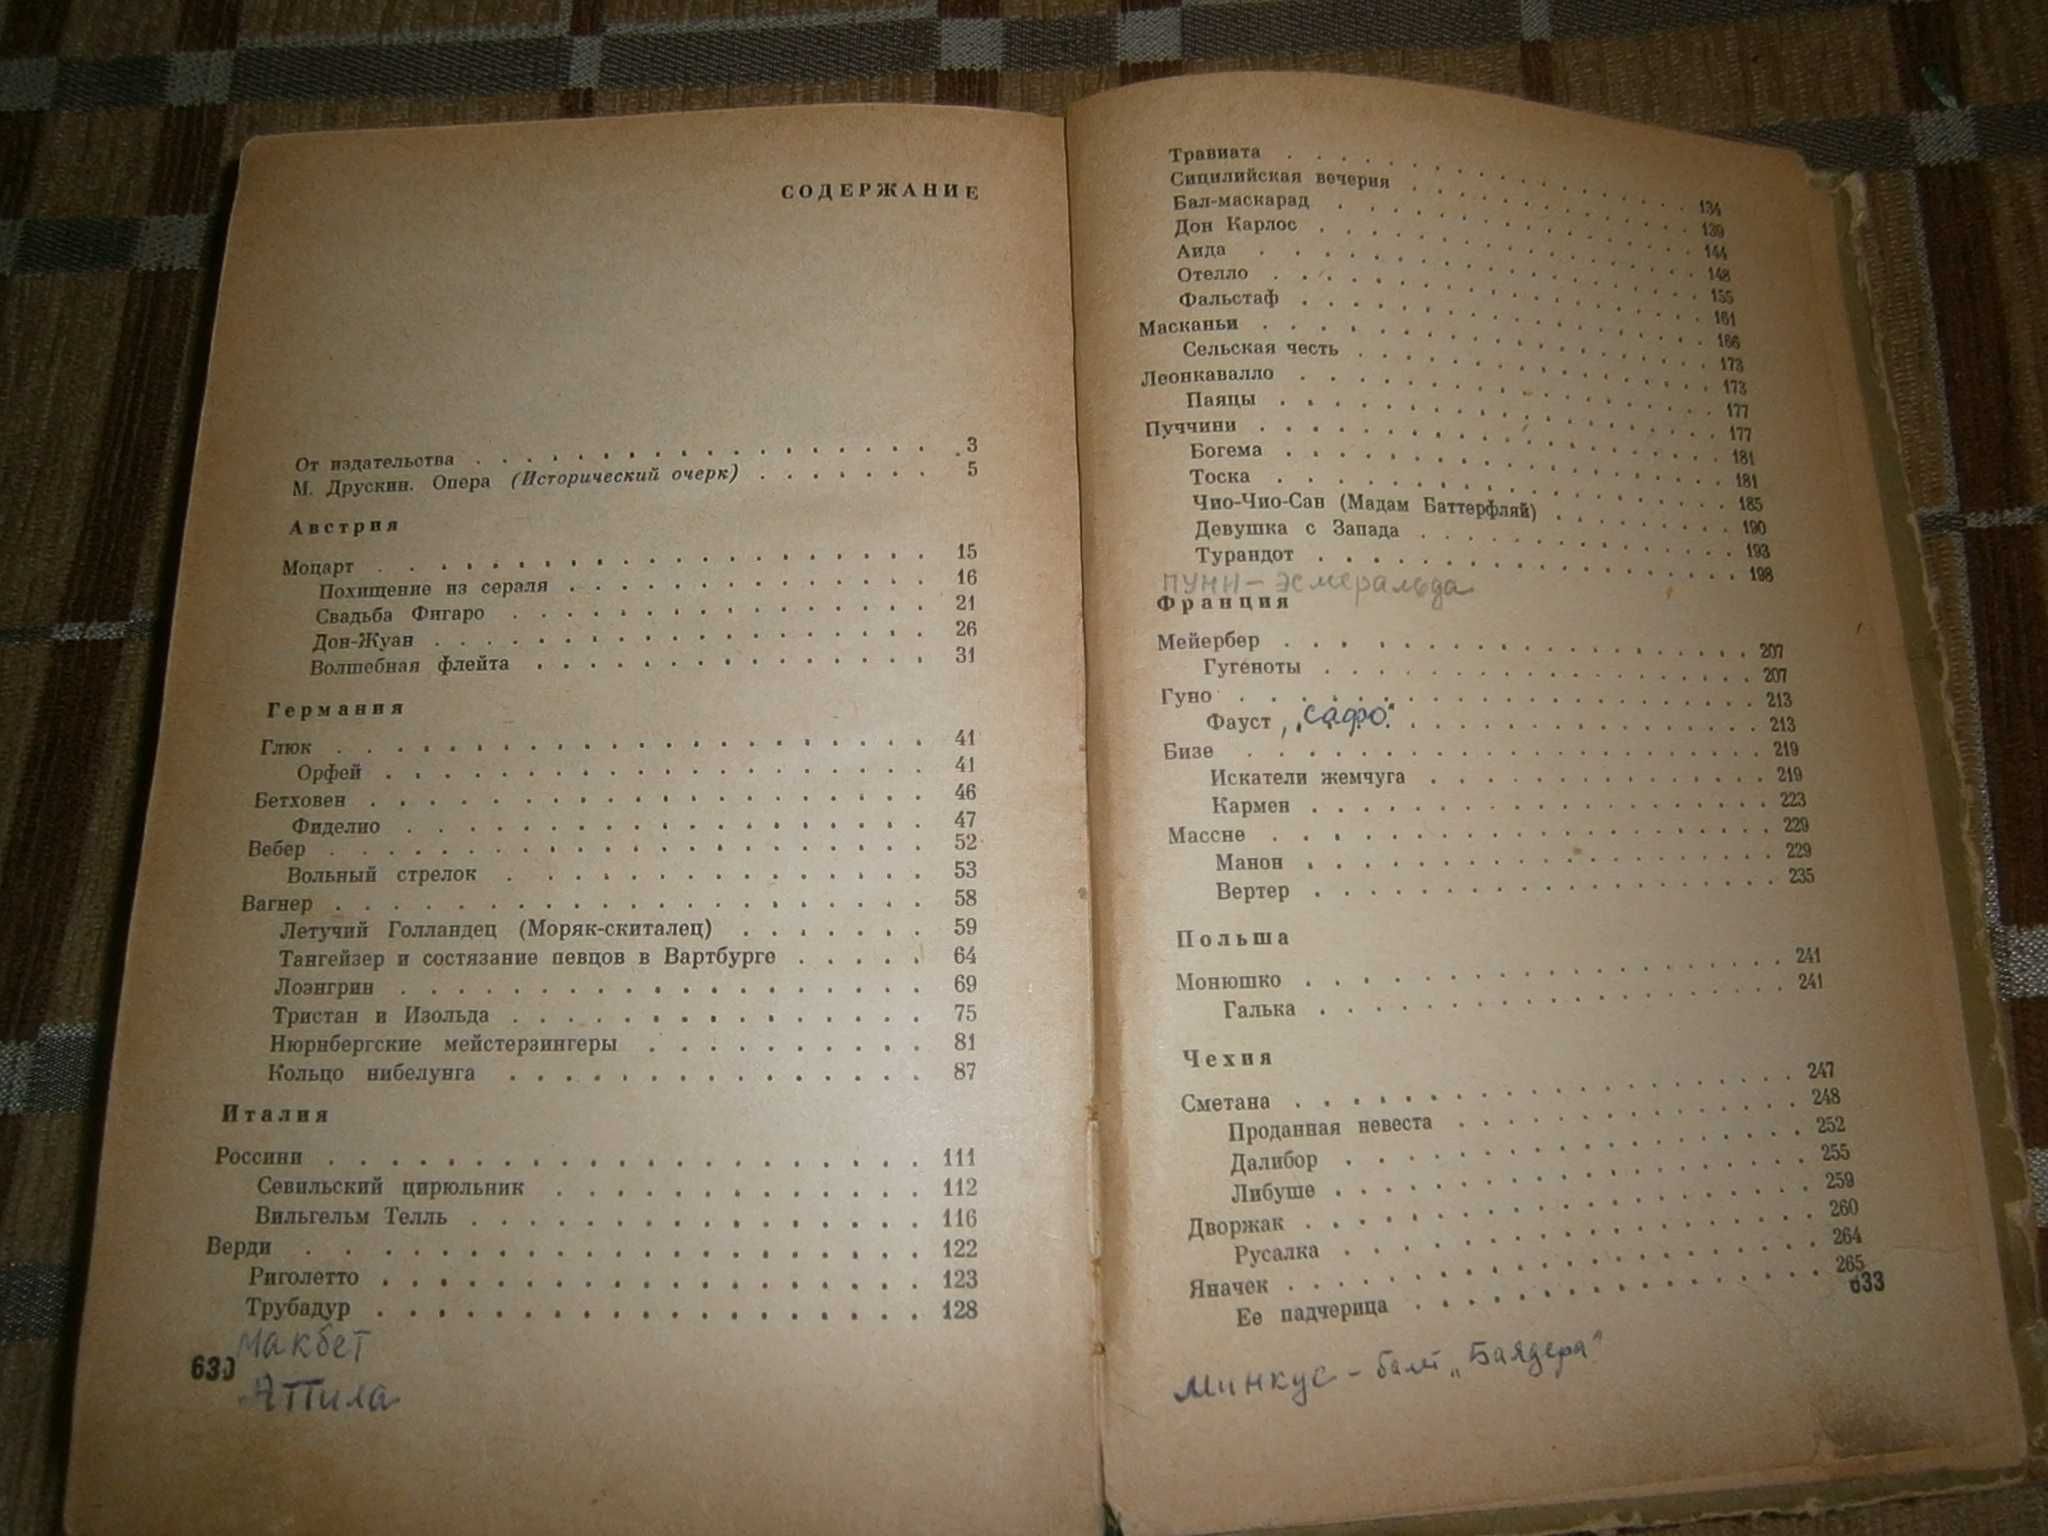 СОДЕРЖАНИЕ
От издательства . . . 3
М. Друскин. Опера (Исторический очерк) . . . 5
Австрия
Моцарт . . . 15
Похищение из сераля . . . 16
Свадьба Фигаро . . . 21
Дон-Жуан . . . 26
Волшебная флейта . . . 31
Германия
Глюк . . . 41
Орфей . . . 41
Бетховен . . . 46
Фиделио . . . 47
Вебер . . . 52
Вольный стрелок . . . 53
Вагнер . . . 58
Летучий Голландец (Моряк-скиталец) . . . 59
Тангейзер и состязание певцов в Вартбурге . . . 64
Лоэнгрин . . . 69
Тристан и Изольда . . . 75
Нюрнбергские мейстерзингеры . . . 81
Кольцо нибелунга . . . 87
Италия
Россини . . . 111
Севильский цирюльник . . . 112
Вильгельм Телль . . . 116
Верди . . . 122
Риголетто . . . 123
Трубадур . . . 128
Макбет
630
Аттила
Травиата . . . 134
Сицилийская вечерня . . . 139
Бал-маскарад . . . 144
Дон Карлос . . . 148
Аида . . . 155
Отелло . . . 161
Фальстаф . . . 166
Масканьи . . . 173
Сельская честь . . . 173
Леонкавалло . . . 177
Паяцы . . . 177
Пуччини . . . 181
Богема . . . 181
Тоска . . . 185
Чио-Чио-Сан (Мадам Баттерфляй) . . . 190
Девушка с Запада . . . 193
Турандот . . . 198
ПУНИ - Эсмеральда
Франция
Мейербер . . . 207
Гугеноты . . . 207
Гуно . . . 213
Фауст, „Сафо“ . . . 213
Бизе . . . 219
Искатели жемчуга . . . 219
Кармен . . . 223
Массне . . . 229
Манон . . . 229
Вертер . . . 235
Польша
Монюшко . . . 241
Галька . . . 241
Чехия
Сметана . . . 247
Проданная невеста . . . 248
Далибор . . . 252
Либуше . . . 255
Дворжак . . . 259
Русалка . . . 260
Яначек . . . 264
Ее падчерица . . . 265
633
Минкус - бал „Баядера“